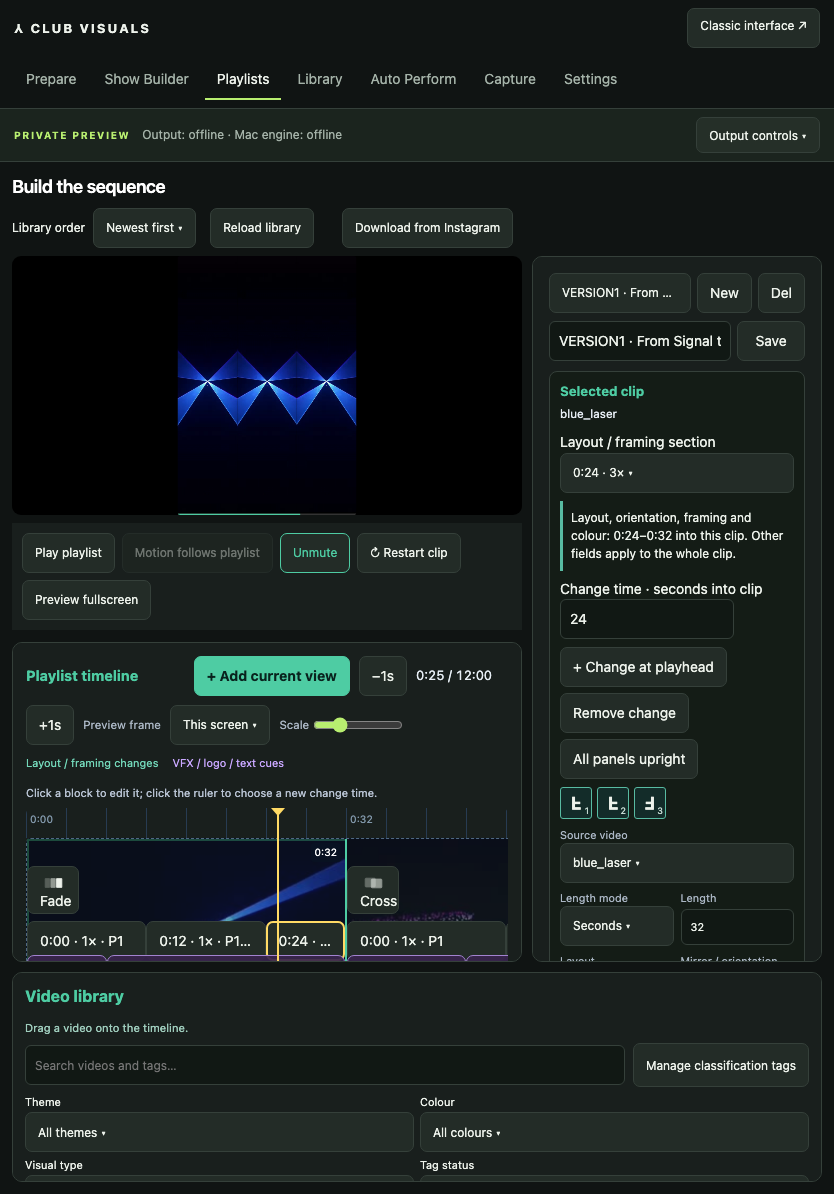 ⅄ CLUB VISUALS
Classic interface ↗
Prepare
Show Builder
Playlists
Library
Auto Perform
Capture
Settings
PRIVATE PREVIEW
Output: offline · Mac engine: offline
Output controls ▾
Build the sequence
Library order
Newest first ▾
Reload library
Download from Instagram
Play playlist
Motion follows playlist
Unmute
↻ Restart clip
Preview fullscreen
Playlist timeline
+ Add current view
−1s
0:25 / 12:00
+1s
Preview frame
This screen ▾
Scale
Layout / framing changes
VFX / logo / text cues
Click a block to edit it; click the ruler to choose a new change time.
0:00
0:32
0:32
Fade
Cross
0:00 · 1× · P1
0:12 · 1× · P1...
0:24 · ...
0:00 · 1× · P1
VERSION1 · From ...
New
Del
VERSION1 · From Signal t
Save
Selected clip
blue_laser
Layout / framing section
0:24 · 3× ▾
Layout, orientation, framing and
colour: 0:24–0:32 into this clip. Other
fields apply to the whole clip.
Change time · seconds into clip
24
+ Change at playhead
Remove change
All panels upright
1
2
3
Source video
blue_laser ▾
Length mode
Length
Seconds ▾
32
Layout
Mirror / orientation
Video library
Drag a video onto the timeline.
Search videos and tags...
Manage classification tags
Theme
Colour
All themes ▾
All colours ▾
Visual type
Tag status